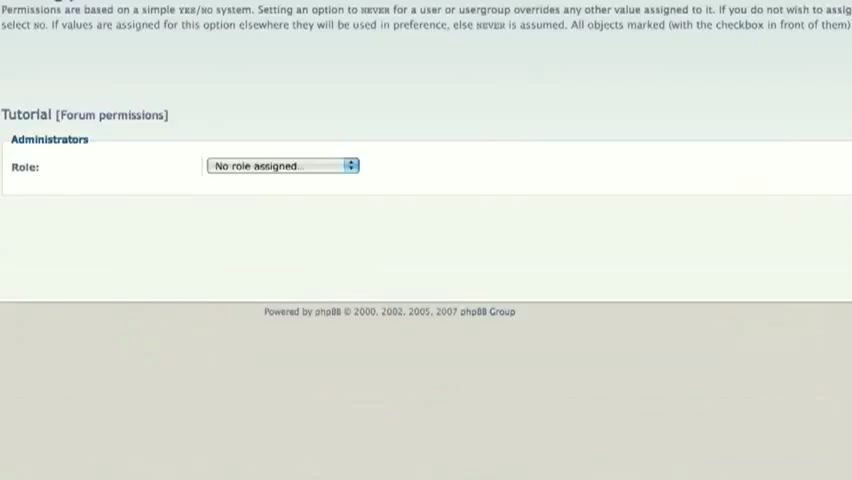 Permissions are based on a simple YES/NO system. Setting an option to NEVER for a user or usergroup overrides any other value assigned to it. If you do not wish to assig
select NO. If values are assigned for this option elsewhere they will be used in preference, else NEVER is assumed. All objects marked (with the checkbox in front of them)
Tutorial [Forum permissions]
Administrators
Role: No role assigned...
Powered by phpBB © 2000, 2002, 2005, 2007 phpBB Group